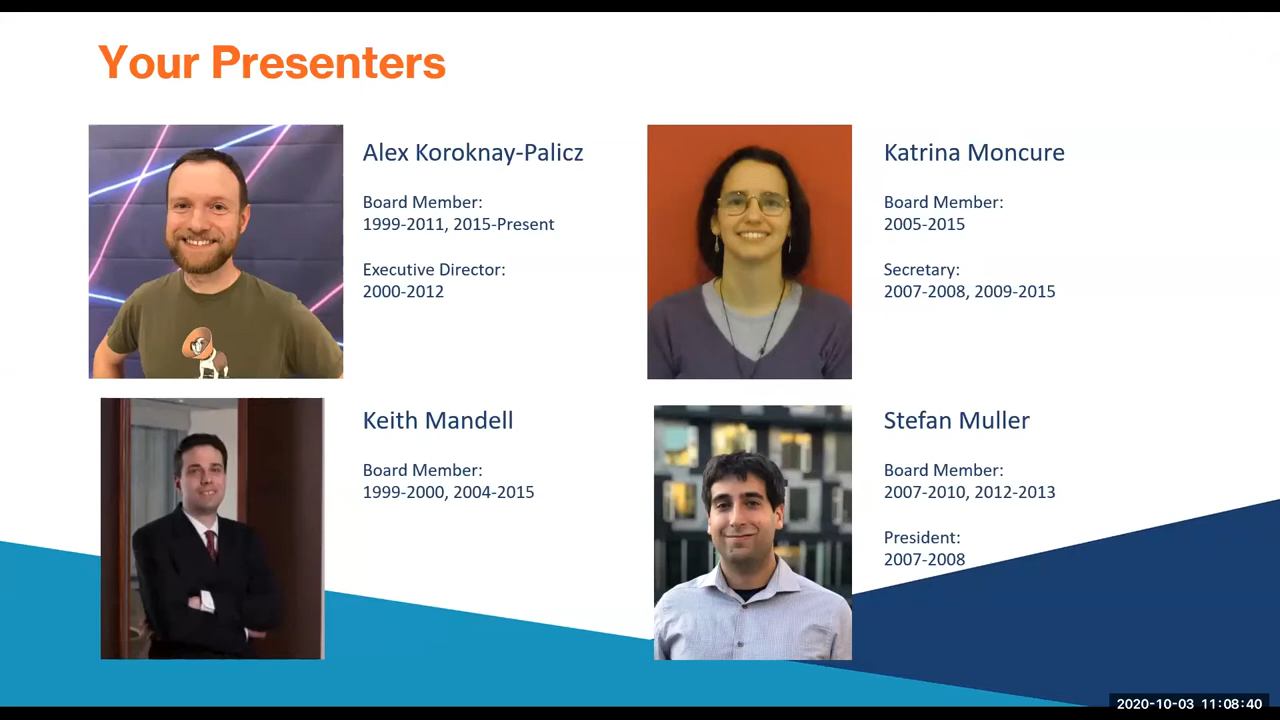 Your Presenters
Alex Koroknay-Palicz
Board Member:
1999-2011, 2015-Present
Executive Director:
2000-2012
Katrina Moncure
Board Member:
2005-2015
Secretary:
2007-2008, 2009-2015
Keith Mandell
Board Member:
1999-2000, 2004-2015
Stefan Muller
Board Member:
2007-2010, 2012-2013
President:
2007-2008
2020-10-03 11:08:40